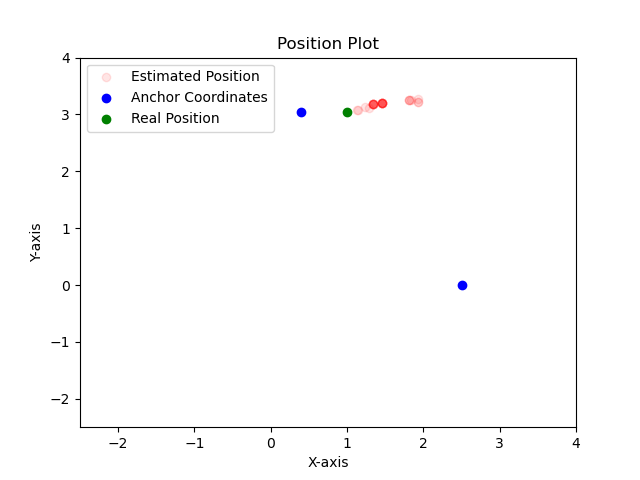 Position Plot
Estimated Position
Anchor Coordinates
Real Position
4
3
2
1
0
−1
−2
Y-axis
−2 −1 0 1 2 3 4
X-axis